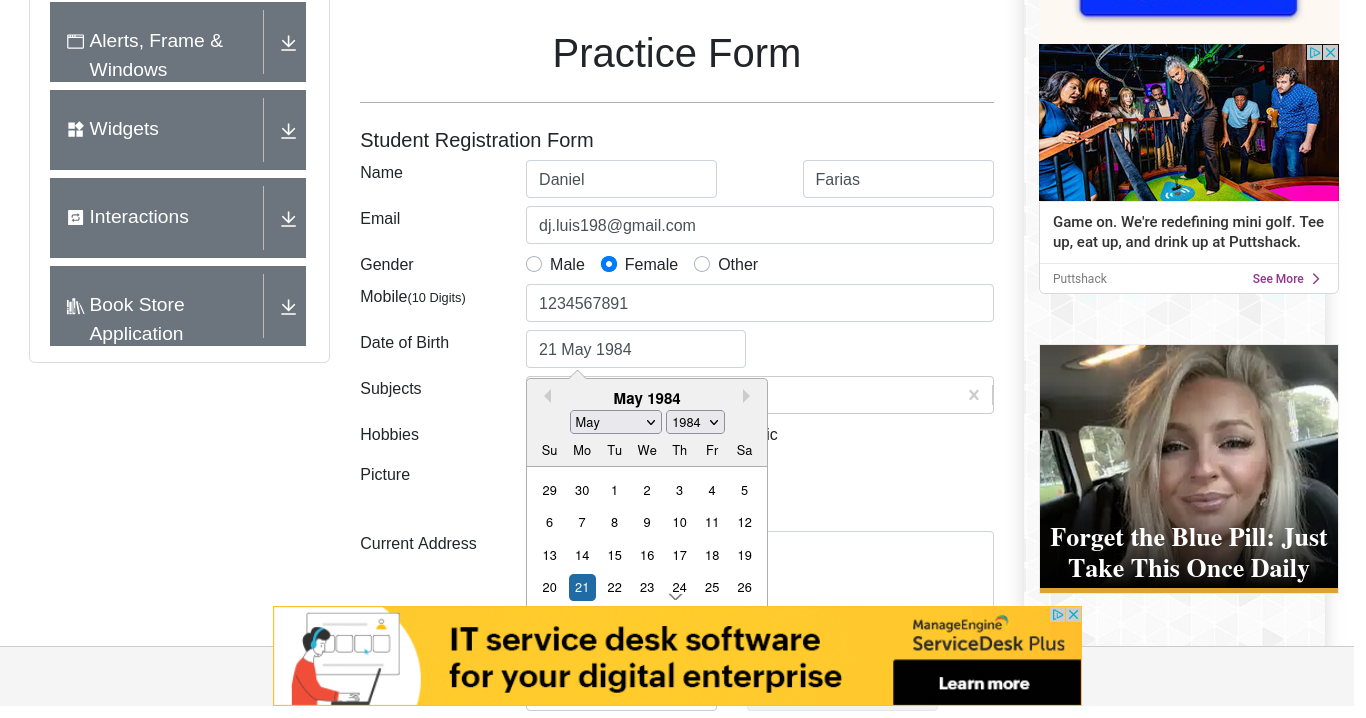 Alerts, Frame &
Windows
Widgets
Interactions
Book Store
Application
Practice Form
Student Registration Form
Name
Daniel
Farias
Email
dj.luis198@gmail.com
Gender
Male
Female
Other
Mobile(10 Digits)
1234567891
Date of Birth
21 May 1984
Subjects
May 1984
May
1984
Su Mo Tu We Th Fr Sa
29 30 1 2 3 4 5
6 7 8 9 10 11 12
13 14 15 16 17 18 19
20 21 22 23 24 25 26
Hobbies
ic
Picture
Current Address
Game on. We're redefining mini golf. Tee
up, eat up, and drink up at Puttshack.
Puttshack
See More
Forget the Blue Pill: Just
Take This Once Daily
IT service desk software
for your digital enterprise
ManageEngine
ServiceDesk Plus
Learn more